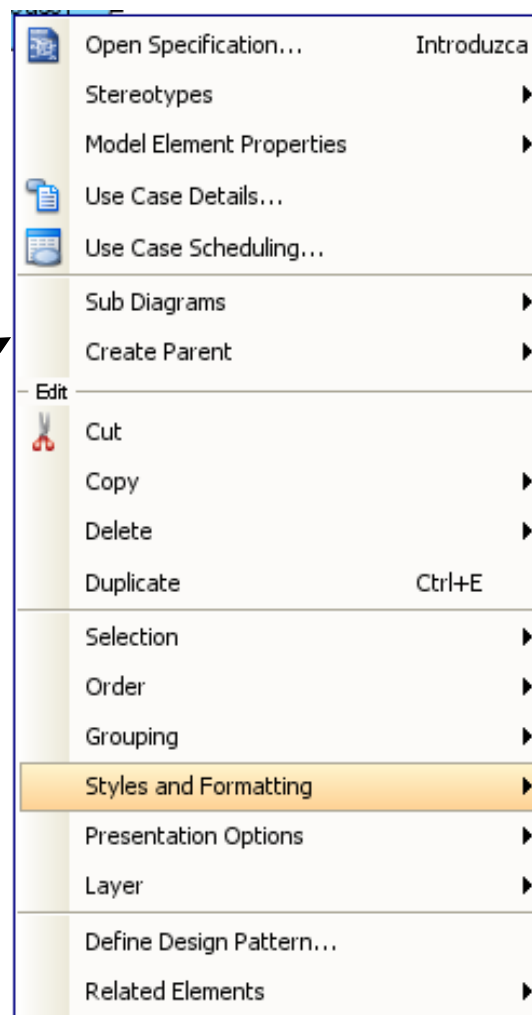 Open Specification... Introduzca
Stereotypes
Model Element Properties
Use Case Details...
Use Case Scheduling...
Sub Diagrams
Create Parent
Edit
Cut
Copy
Delete
Duplicate Ctrl+E
Selection
Order
Grouping
Styles and Formatting
Presentation Options
Layer
Define Design Pattern...
Related Elements